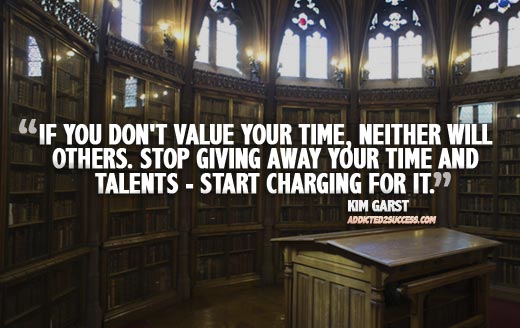 “IF YOU DON'T VALUE YOUR TIME, NEITHER WILL
OTHERS. STOP GIVING AWAY YOUR TIME AND
TALENTS - START CHARGING FOR IT.”
KIM GARST
ADDICTED2SUCCESS.COM